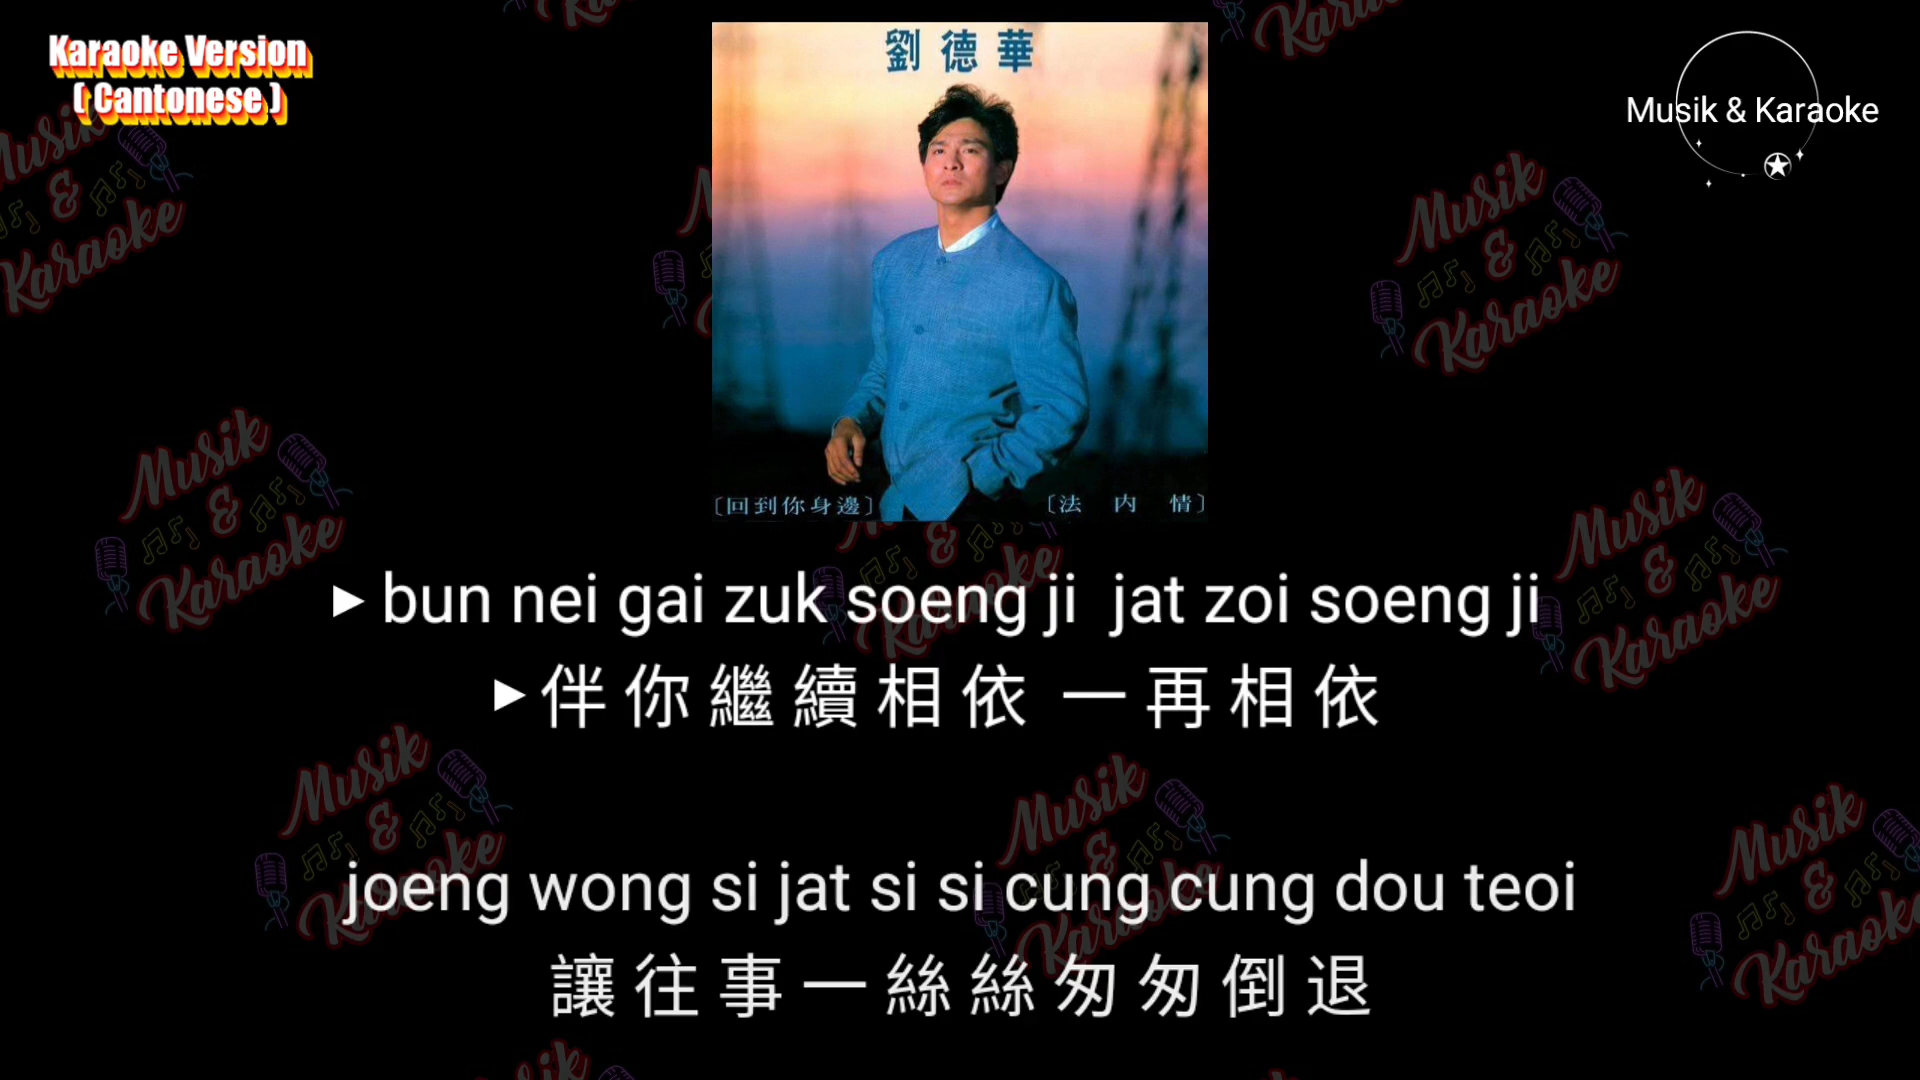 Karaoke Version
( Cantonese )
劉德華
Musik & Karaoke
〔回到你身邊〕
〔法 内 情〕
▶ bun nei gai zuk soeng ji  jat zoi soeng ji
▶ 伴你繼續相依 一再相依
joeng wong si jat si si cung cung dou teoi
讓往事一絲絲匆匆倒退